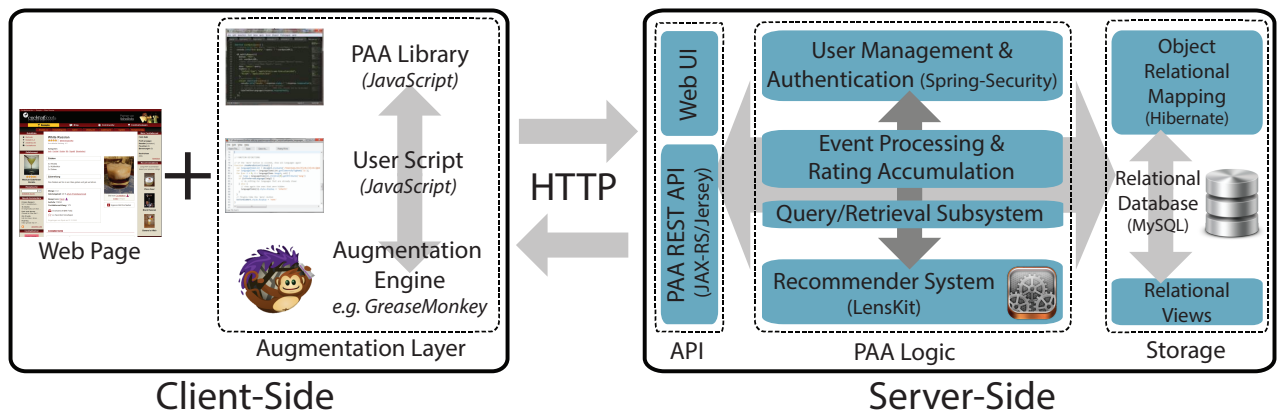 PAA Library
(JavaScript)
User Script
(JavaScript)
Augmentation
Engine
e.g. GreaseMonkey
Web Page
Augmentation Layer
Client-Side
HTTP
Web UI
PAA REST API
(JAX-RS/Jersey)
API
User Management &
Authentication (Spring-Security)
Event Processing &
Rating Accumulation
Query/Retrieval Subsystem
Recommender System
(LensKit)
PAA Logic
Object
Relational
Mapping
(Hibernate)
Relational
Database
(MySQL)
Relational
Views
Storage
Server-Side